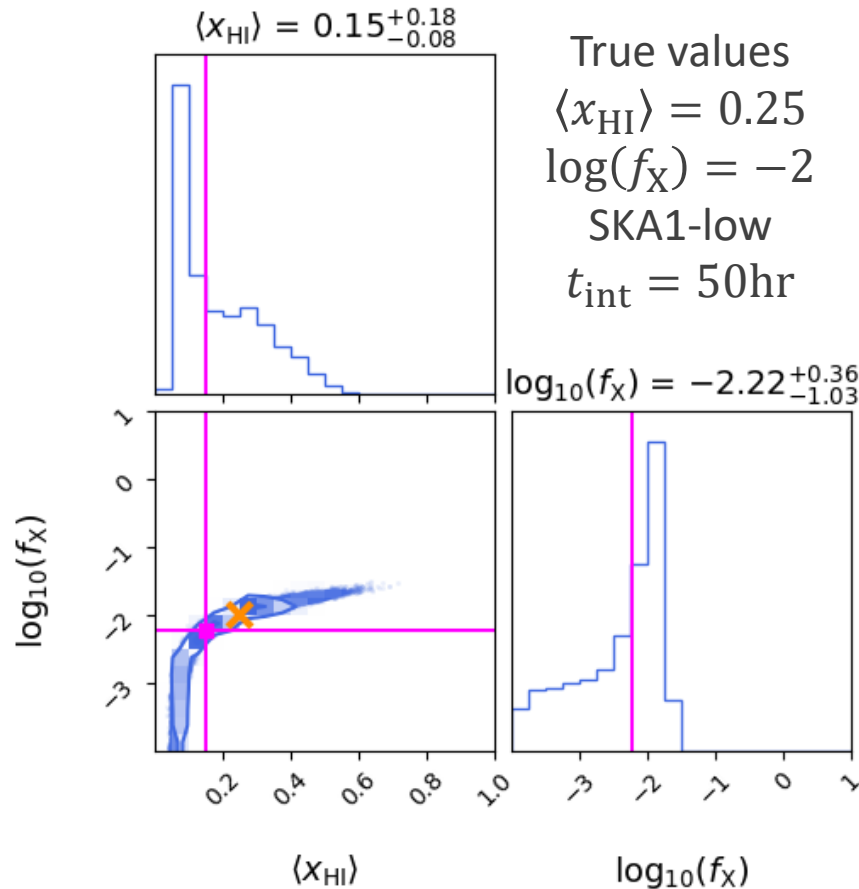 ⟨x_HI⟩ = 0.15^{+0.18}_{−0.08}
True values
⟨x_HI⟩ = 0.25
log(f_X) = −2
SKA1-low
t_int = 50hr
log₁₀(f_X) = −2.22^{+0.36}_{−1.03}
log₁₀(f_X)
1
0
−1
−2
−3
0.2 0.4 0.6 0.8 1.0
−3 −2 −1 0 1
⟨x_HI⟩
log₁₀(f_X)